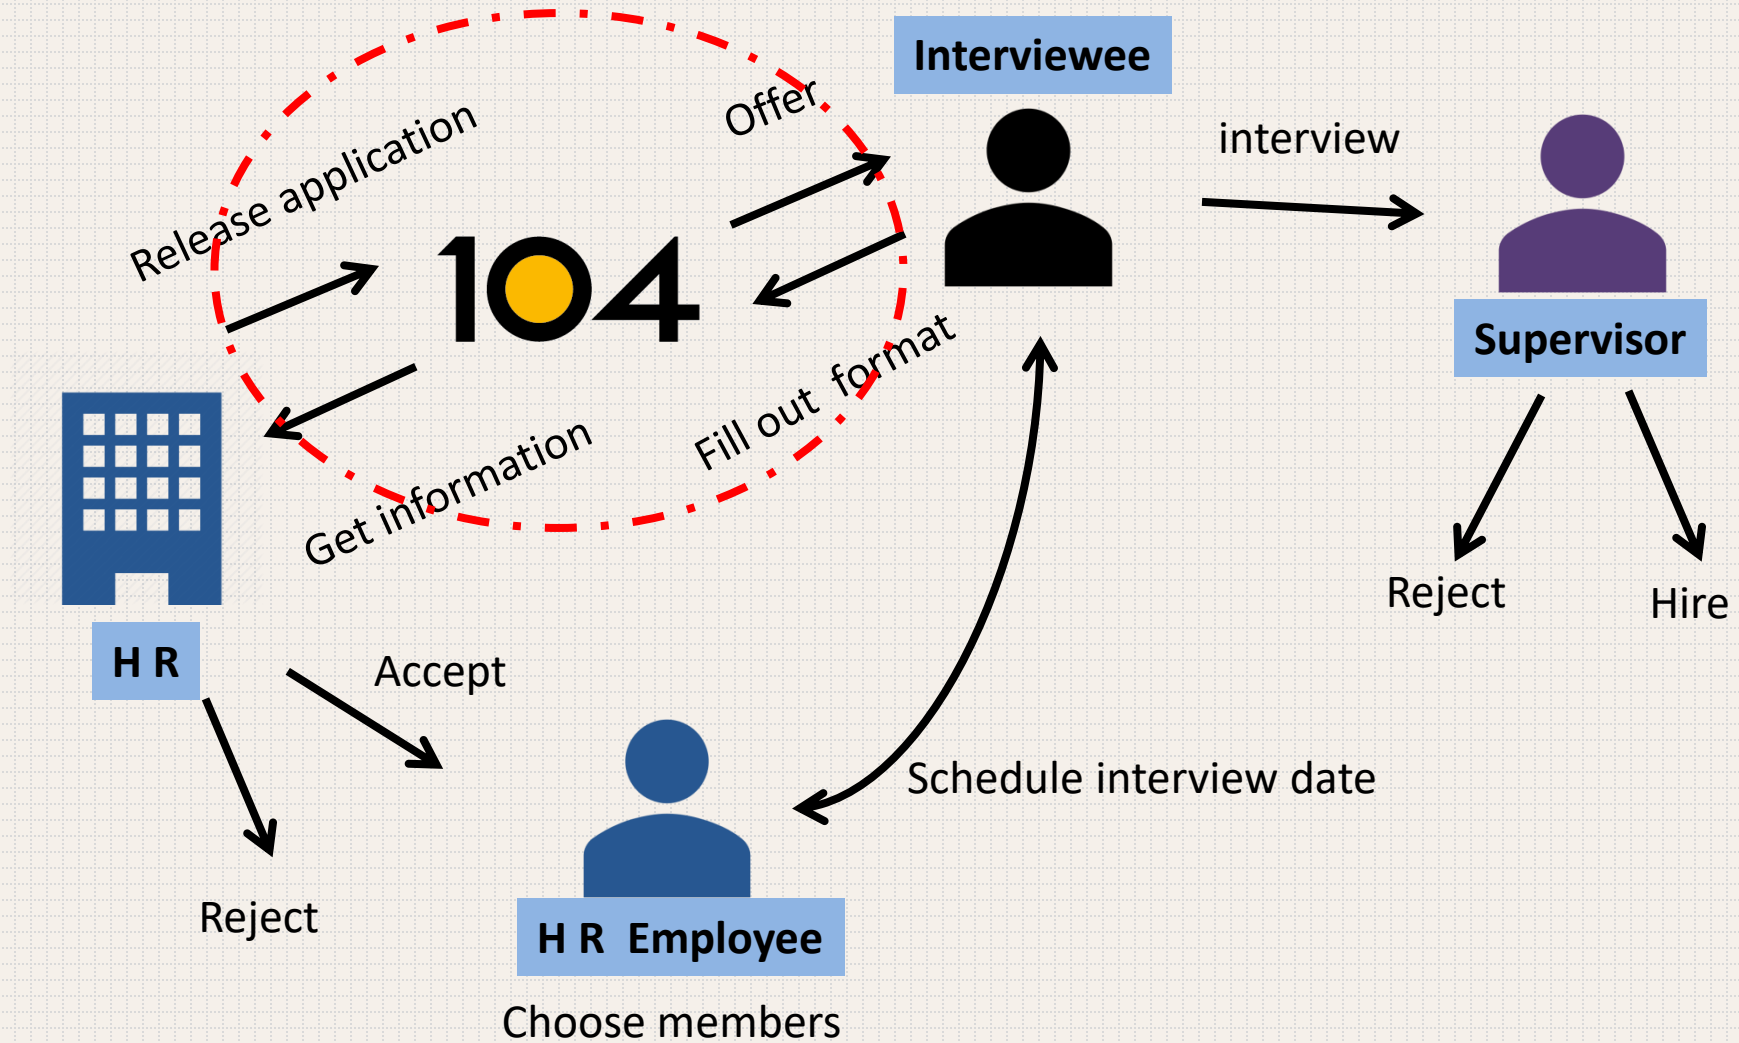 Interviewee
Offer
interview
Release application
104
Supervisor
Fill out  format
Get information
Reject
Hire
H R
Accept
Schedule interview date
Reject
H R  Employee
Choose members